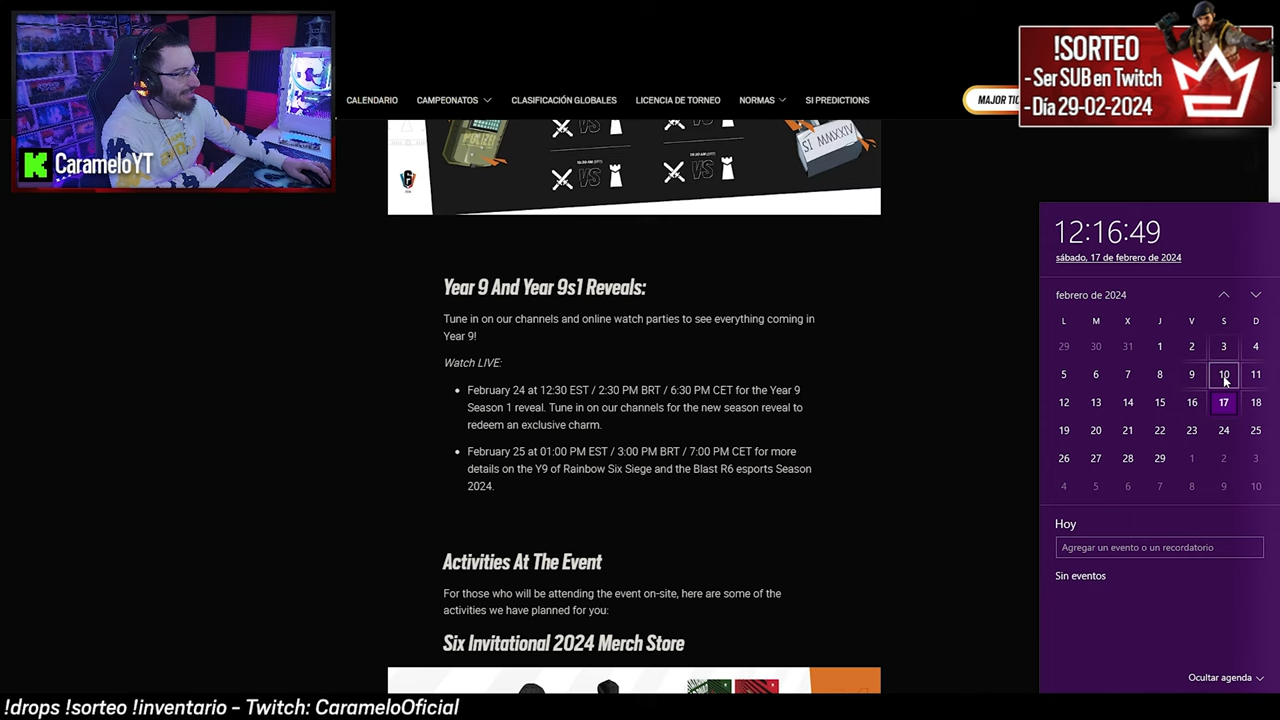 CarameloYT
CALENDARIO
CAMPEONATOS
CLASIFICACIÓN GLOBALES
LICENCIA DE TORNEO
NORMAS
SI PREDICTIONS
!SORTEO
- Ser SUB en Twitch
- Día 29-02-2024
POLIZEI
VS
VS
VS
VS
SI MMXXIV
Year 9 And Year 9s1 Reveals:
Tune in on our channels and online watch parties to see everything coming in
Year 9!
Watch LIVE:
• February 24 at 12:30 EST / 2:30 PM BRT / 6:30 PM CET for the Year 9
Season 1 reveal. Tune in on our channels for the new season reveal to
redeem an exclusive charm.
• February 25 at 01:00 PM EST / 3:00 PM BRT / 7:00 PM CET for more
details on the Y9 of Rainbow Six Siege and the Blast R6 esports Season
2024.
Activities At The Event
For those who will be attending the event on-site, here are some of the
activities we have planned for you:
Six Invitational 2024 Merch Store
12:16:49
sábado, 17 de febrero de 2024
febrero de 2024
L M X J V S D
29 30 31 1 2 3 4
5 6 7 8 9 10 11
12 13 14 15 16 17 18
19 20 21 22 23 24 25
26 27 28 29 1 2 3
4 5 6 7 8 9 10
Hoy
Agregar un evento o un recordatorio
Sin eventos
Ocultar agenda
!drops !sorteo !inventario - Twitch: CarameloOficial